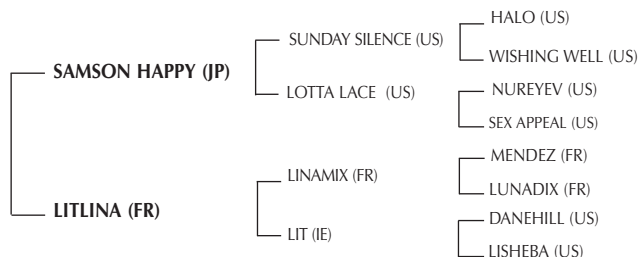 HALO (US)
SUNDAY SILENCE (US)
WISHING WELL (US)
SAMSON HAPPY (JP)
NUREYEV (US)
LOTTA LACE (US)
SEX APPEAL (US)
MENDEZ (FR)
LINAMIX (FR)
LUNADIX (FR)
LITLINA (FR)
DANEHILL (US)
LIT (IE)
LISHEBA (US)